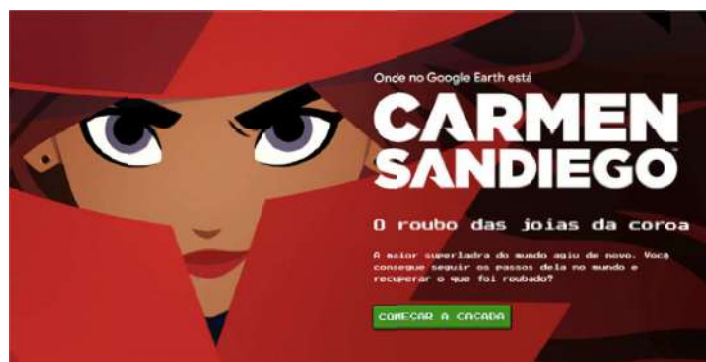 Onde no Google Earth está
CARMEN
SANDIEGO™
O roubo das joias da coroa
A maior superladra do mundo agiu de novo. Você
consegue seguir os passos dela no mundo e
recuperar o que foi roubado?
COMEÇAR A CAÇADA